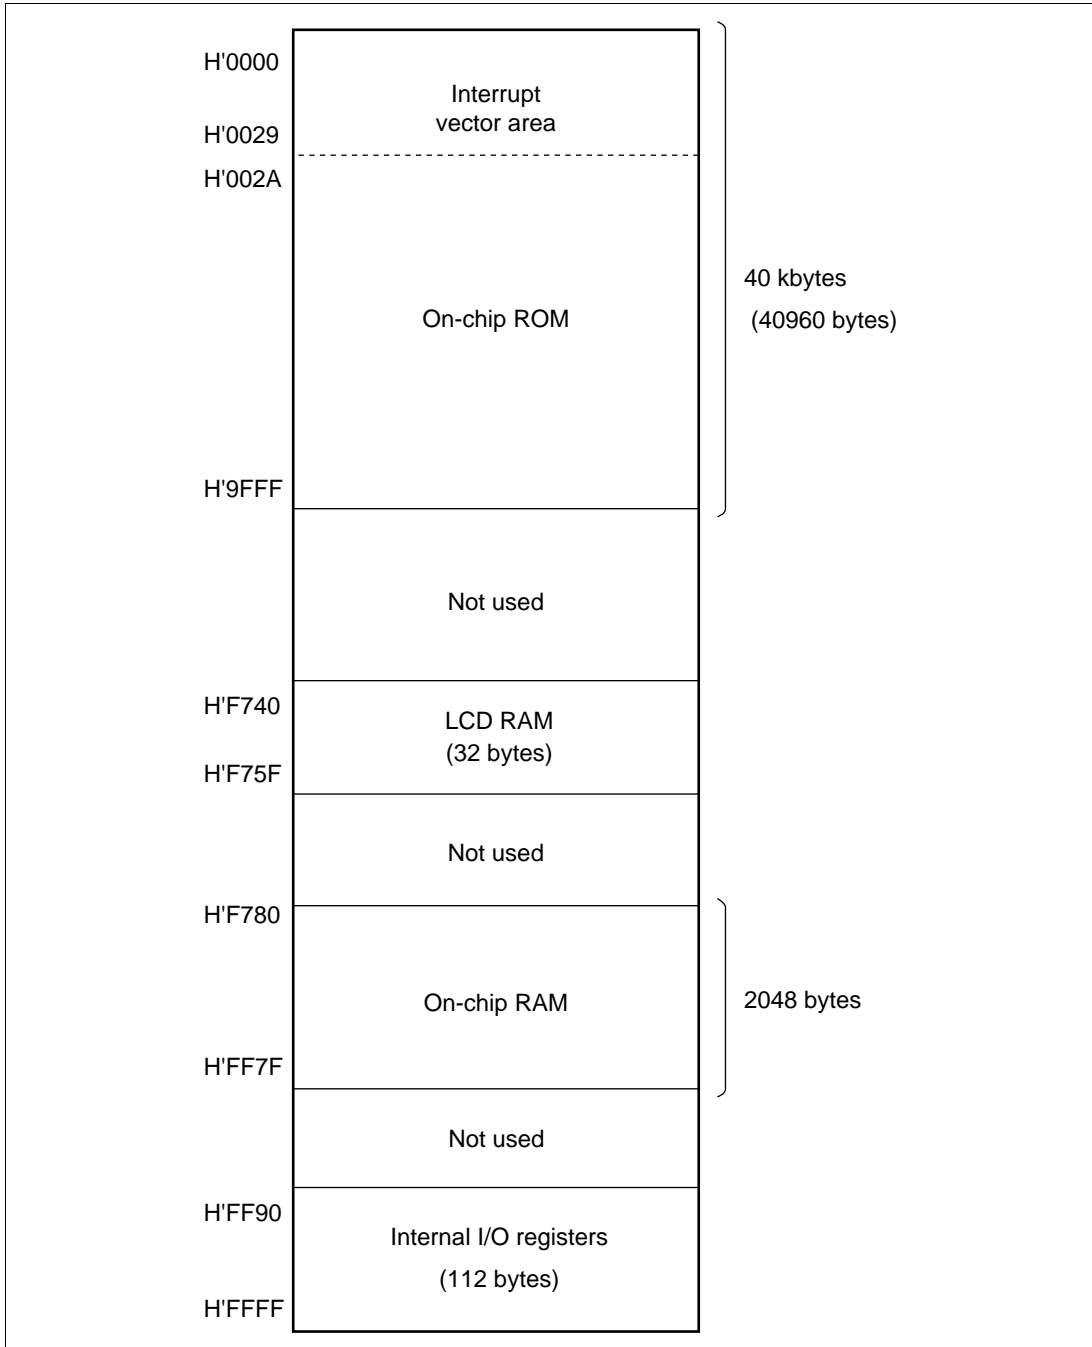 H'0000
Interrupt
vector area
H'0029
H'002A
40 kbytes
(40960 bytes)
On-chip ROM
H'9FFF
Not used
H'F740
LCD RAM
(32 bytes)
H'F75F
Not used
H'F780
On-chip RAM
2048 bytes
H'FF7F
Not used
H'FF90
Internal I/O registers
(112 bytes)
H'FFFF